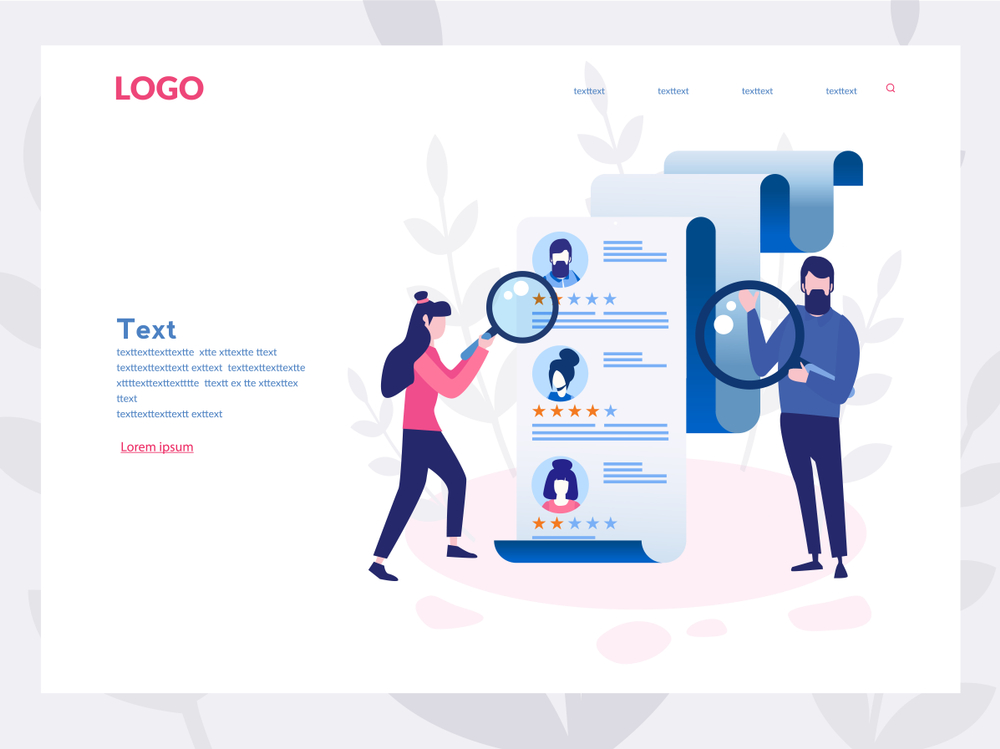 LOGO
texttext texttext texttext texttext
Text
texttexttexttextte xtte xttextte ttext
texttexttexttextt exttext texttexttexttextte
xttttexttexttexttttte ttextt ex tte xttexttex
ttext
texttexttexttextt exttext
Lorem ipsum